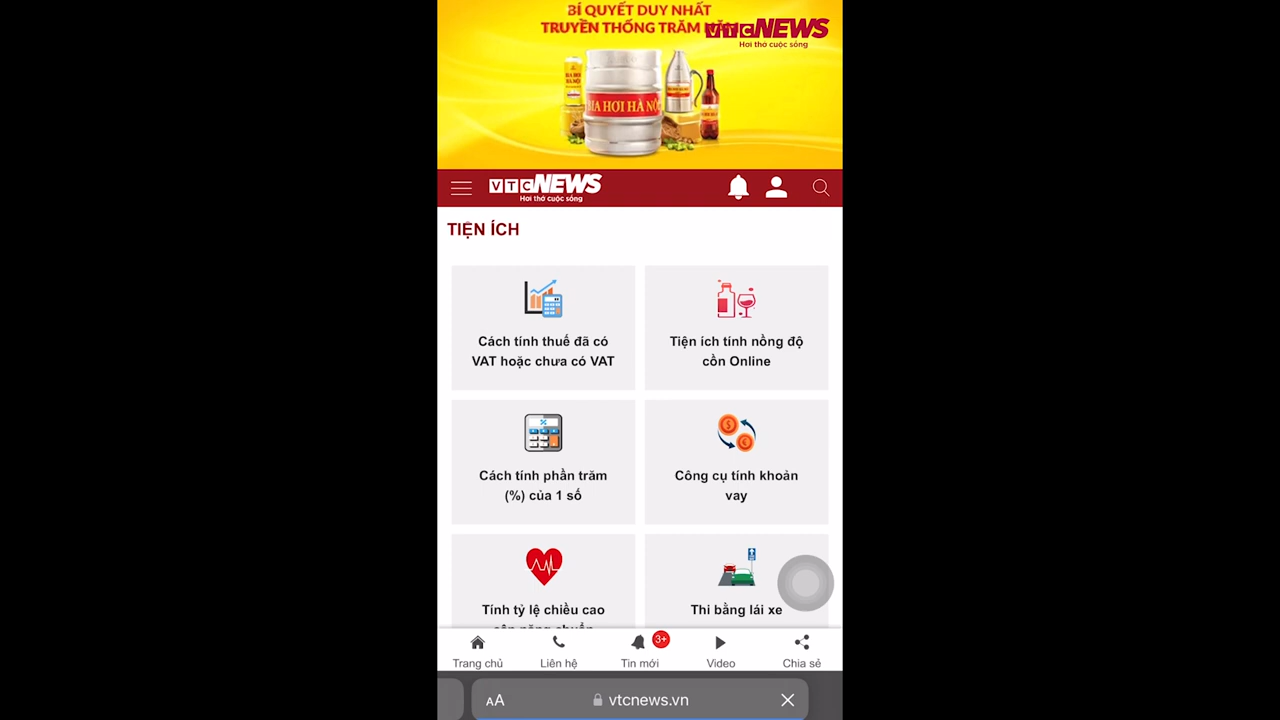 BÍ QUYẾT DUY NHẤT
TRUYỀN THỐNG TRĂM NĂM
VTC NEWS
Hơi thở cuộc sống
BIA HƠI HÀ NỘI
VTC NEWS
Hơi thở cuộc sống
TIỆN ÍCH
Cách tính thuế đã có
VAT hoặc chưa có VAT
Tiện ích tính nồng độ
cồn Online
Cách tính phần trăm
(%) của 1 số
Công cụ tính khoản
vay
Tính tỷ lệ chiều cao
Thi bằng lái xe
3+
Trang chủ
Liên hệ
Tin mới
Video
Chia sẻ
AA
vtcnews.vn